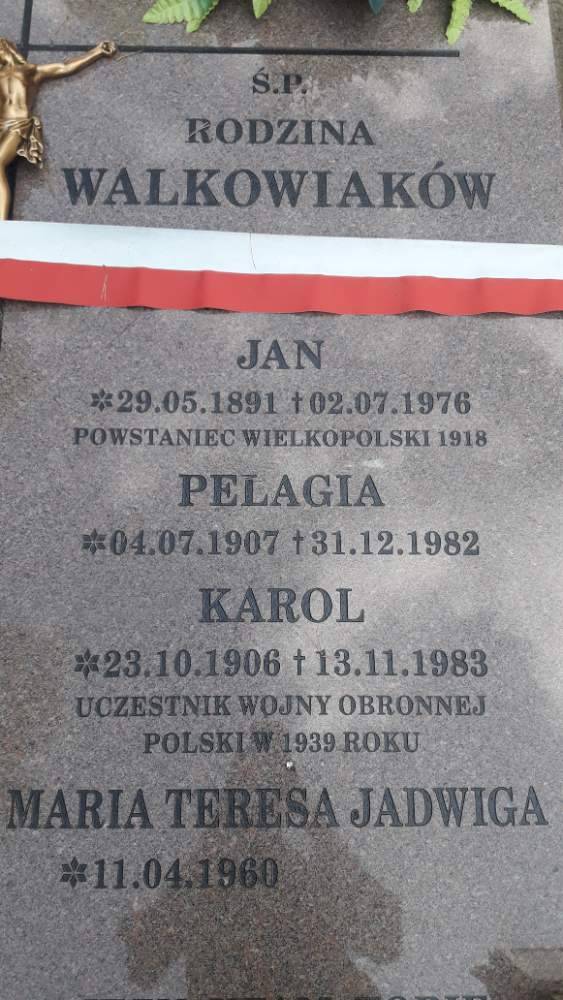 Ś.P.
RODZINA
WALKOWIAKÓW
JAN
*29.05.1891 †02.07.1976
POWSTANIEC WIELKOPOLSKI 1918
PELAGIA
*04.07.1907 †31.12.1982
KAROL
*23.10.1906 †13.11.1983
UCZESTNIK WOJNY OBRONNEJ
POLSKI W 1939 ROKU
MARIA TERESA JADWIGA
*11.04.1960